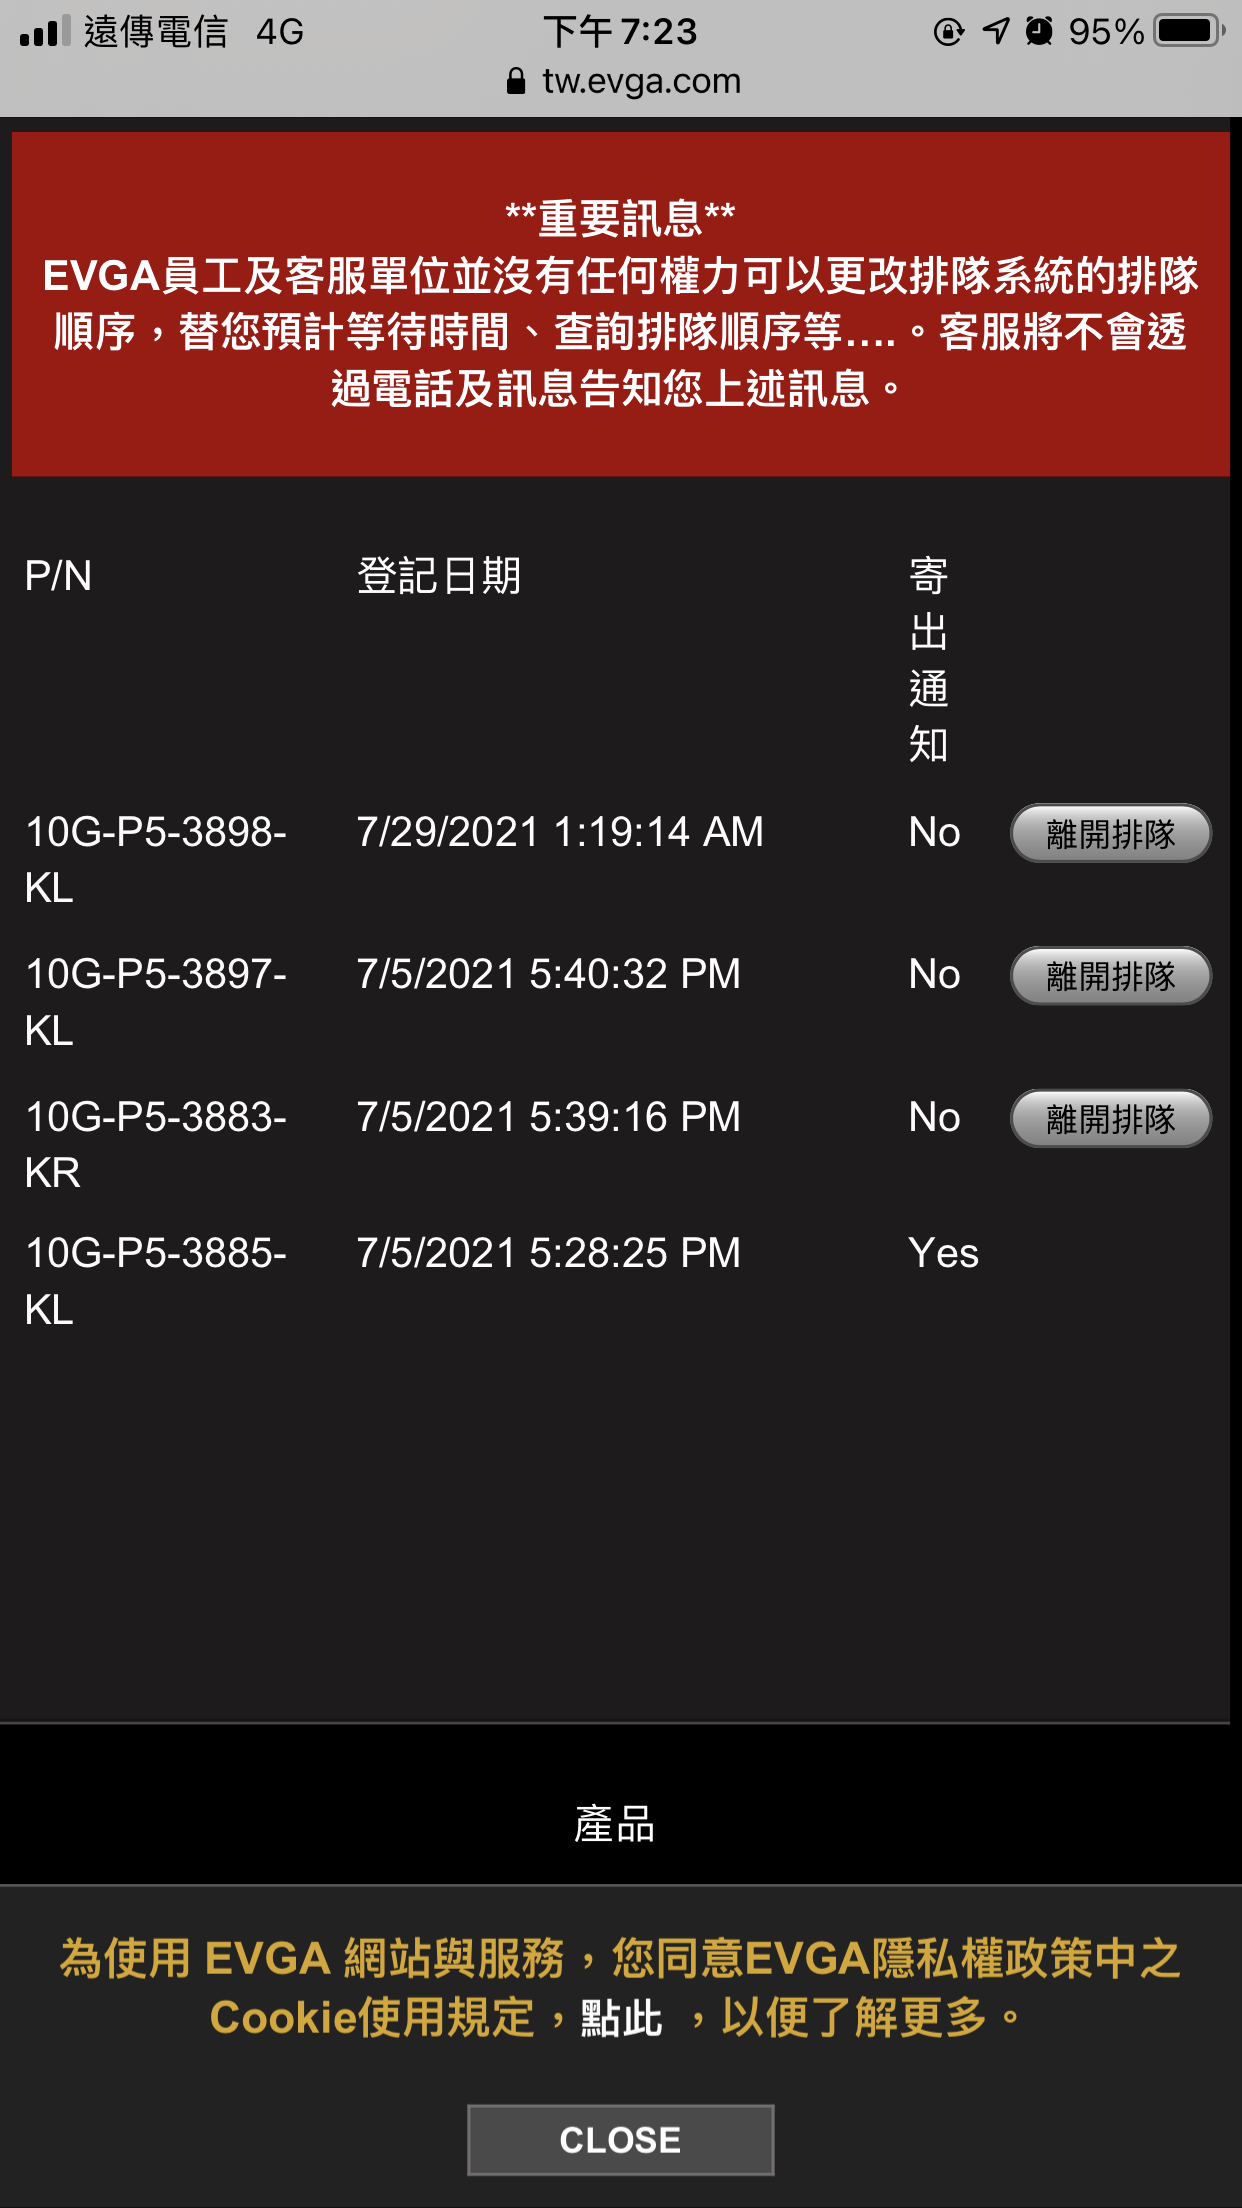 遠傳電信 4G 下午 7:23 95%
tw.evga.com
**重要訊息**
EVGA員工及客服單位並沒有任何權力可以更改排隊系統的排隊
順序，替您預計等待時間、查詢排隊順序等....。客服將不會透
過電話及訊息告知您上述訊息。
P/N 登記日期 寄
出
通
知
10G-P5-3898- 7/29/2021 1:19:14 AM No 離開排隊
KL
10G-P5-3897- 7/5/2021 5:40:32 PM No 離開排隊
KL
10G-P5-3883- 7/5/2021 5:39:16 PM No 離開排隊
KR
10G-P5-3885- 7/5/2021 5:28:25 PM Yes
KL
產品
為使用 EVGA 網站與服務，您同意EVGA隱私權政策中之
Cookie使用規定，點此 ，以便了解更多。
CLOSE